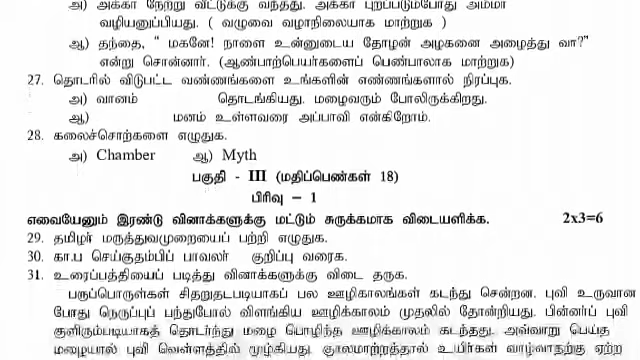 அ) அக்கா நேற்று வீட்டுக்கு வந்தது. அக்கா புறப்படும்போது அம்மா
வழியனுப்பியது. ( வழுவை வழாநிலையாக மாற்றுக )
ஆ) தந்தை, “ மகனே! நாளை உன்னுடைய தோழன் அழகனை அழைத்து வா?”
என்று சொன்னார். (ஆண்பாற்பெயர்களைப் பெண்பாலாக மாற்றுக)
27. தொடரில் விடுபட்ட வண்ணங்களை உங்களின் எண்ணங்களால் நிரப்புக.
அ) வானம் தொடங்கியது. மழைவரும் போலிருக்கிறது.
ஆ) மனம் உள்ளவரை அப்பாவி என்கிறோம்.
28. கலைச்சொற்களை எழுதுக.
அ) Chamber ஆ) Myth
பகுதி - III (மதிப்பெண்கள் 18)
பிரிவு – 1
எவையேனும் இரண்டு வினாக்களுக்கு மட்டும் சுருக்கமாக விடையளிக்க. 2x3=6
29. தமிழர் மருத்துவமுறையைப் பற்றி எழுதுக.
30. கா.ப செய்குதம்பிப் பாவலர் குறிப்பு வரைக.
31. உரைப்பத்தியைப் படித்து வினாக்களுக்கு விடை தருக.
பருப்பொருள்கள் சிதறுதடபடியாகப் பல ஊழிகாலங்கள் கடந்து சென்றன. புவி உருவான
போது நெருப்புப் பந்துபோல் விளங்கிய ஊழிக்காலம் முதலில் தோன்றியது. பின்னர்ப் புவி
குளிரும்படியாகத் தொடர்ந்து மழை பொழிந்த ஊழிக்காலம் கடந்தது. அவ்வாறு பெய்த
மழையால் புவி வெள்ளத்தில் மூழ்கியது. குாலமாற்றத்தால் உயிர்கள் வாழ்வாதற்கு ஏற்ற